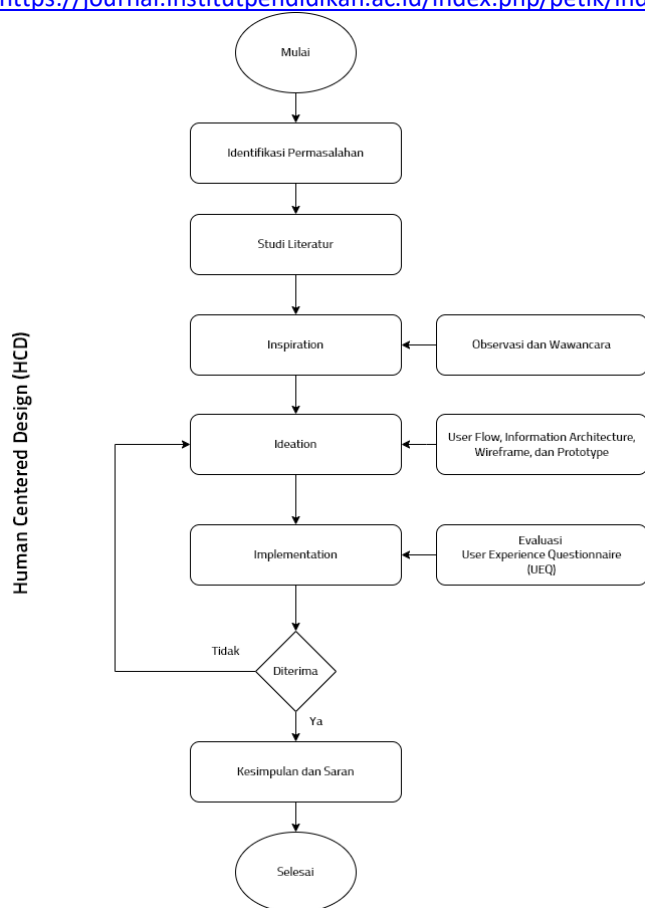 https://journal.institutpendidikan.ac.id/index.php/petik/ind
Mulai
Identifikasi Permasalahan
Studi Literatur
Human Centered Design (HCD)
Inspiration
Observasi dan Wawancara
Ideation
User Flow, Information Architecture,
Wireframe, dan Prototype
Implementation
Evaluasi
User Experience Questionnaire
(UEQ)
Tidak
Diterima
Ya
Kesimpulan dan Saran
Selesai